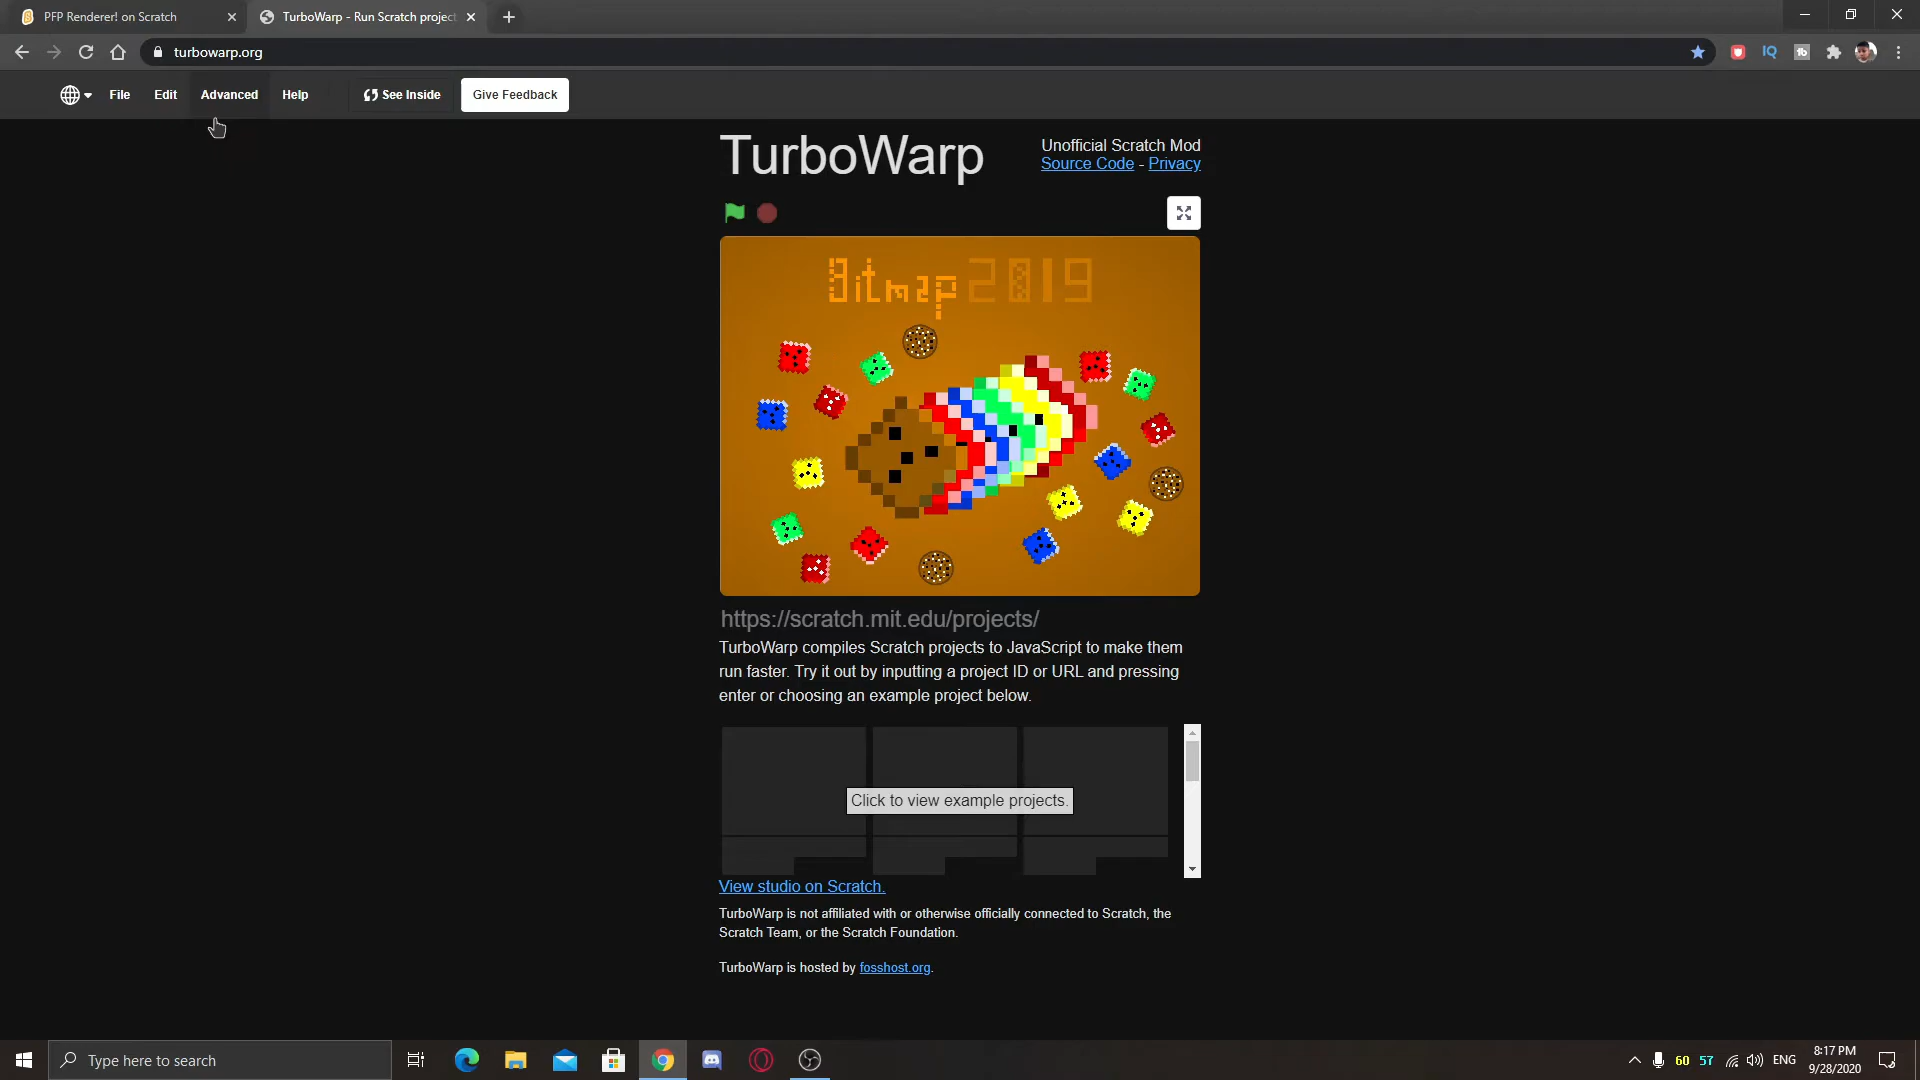 PFP Renderer! on Scratch
TurboWarp - Run Scratch project
turbowarp.org
IQ
File Edit Advanced Help See Inside Give Feedback
TurboWarp
Unofficial Scratch Mod
Source Code - Privacy
Bitmap 2019
https://scratch.mit.edu/projects/
TurboWarp compiles Scratch projects to JavaScript to make them
run faster. Try it out by inputting a project ID or URL and pressing
enter or choosing an example project below.
Click to view example projects.
View studio on Scratch.
TurboWarp is not affiliated with or otherwise officially connected to Scratch, the
Scratch Team, or the Scratch Foundation.
TurboWarp is hosted by fosshost.org.
Type here to search
60 57 ENG
8:17 PM
9/28/2020